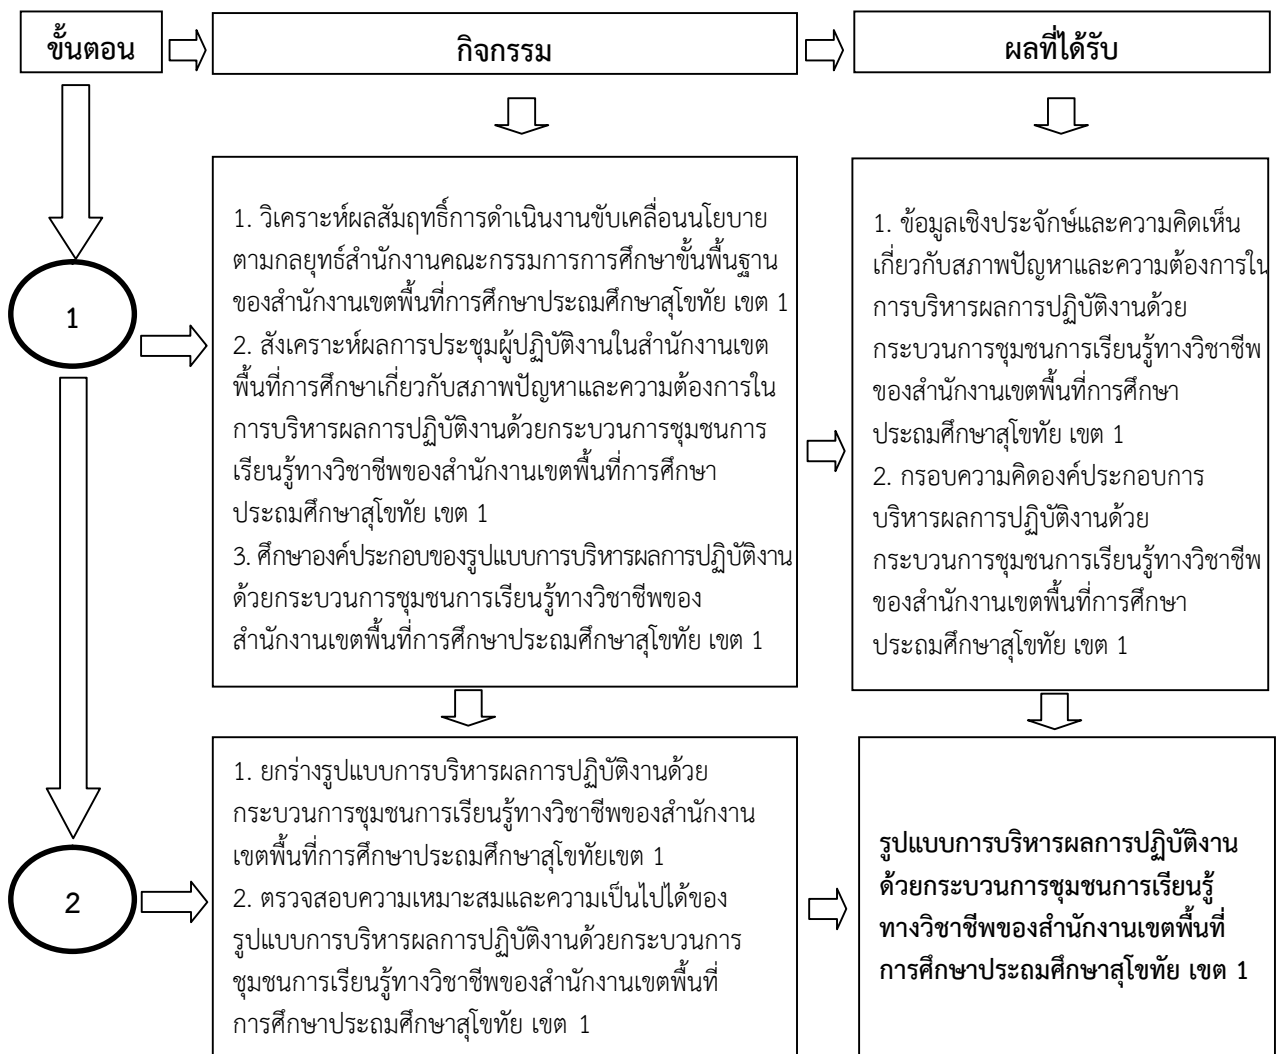 ขั้นตอน
กิจกรรม
ผลที่ได้รับ
1
1. วิเคราะห์ผลสัมฤทธิ์การดำเนินงานขับเคลื่อนนโยบาย
ตามกลยุทธ์สำนักงานคณะกรรมการการศึกษาขั้นพื้นฐาน
ของสำนักงานเขตพื้นที่การศึกษาประถมศึกษาสุโขทัย เขต 1
2. สังเคราะห์ผลการประชุมผู้ปฏิบัติงานในสำนักงานเขต
พื้นที่การศึกษาเกี่ยวกับสภาพปัญหาและความต้องการใน
การบริหารผลการปฏิบัติงานด้วยกระบวนการชุมชนการ
เรียนรู้ทางวิชาชีพของสำนักงานเขตพื้นที่การศึกษา
ประถมศึกษาสุโขทัย เขต 1
3. ศึกษาองค์ประกอบของรูปแบบการบริหารผลการปฏิบัติงาน
ด้วยกระบวนการชุมชนการเรียนรู้ทางวิชาชีพของ
สำนักงานเขตพื้นที่การศึกษาประถมศึกษาสุโขทัย เขต 1
1. ข้อมูลเชิงประจักษ์และความคิดเห็น
เกี่ยวกับสภาพปัญหาและความต้องการใน
การบริหารผลการปฏิบัติงานด้วย
กระบวนการชุมชนการเรียนรู้ทางวิชาชีพ
ของสำนักงานเขตพื้นที่การศึกษา
ประถมศึกษาสุโขทัย เขต 1
2. กรอบความคิดองค์ประกอบการ
บริหารผลการปฏิบัติงานด้วย
กระบวนการชุมชนการเรียนรู้ทางวิชาชีพ
ของสำนักงานเขตพื้นที่การศึกษา
ประถมศึกษาสุโขทัย เขต 1
2
1. ยกร่างรูปแบบการบริหารผลการปฏิบัติงานด้วย
กระบวนการชุมชนการเรียนรู้ทางวิชาชีพของสำนักงาน
เขตพื้นที่การศึกษาประถมศึกษาสุโขทัยเขต 1
2. ตรวจสอบความเหมาะสมและความเป็นไปได้ของ
รูปแบบการบริหารผลการปฏิบัติงานด้วยกระบวนการ
ชุมชนการเรียนรู้ทางวิชาชีพของสำนักงานเขตพื้นที่
การศึกษาประถมศึกษาสุโขทัย เขต 1
รูปแบบการบริหารผลการปฏิบัติงาน
ด้วยกระบวนการชุมชนการเรียนรู้
ทางวิชาชีพของสำนักงานเขตพื้นที่
การศึกษาประถมศึกษาสุโขทัย เขต 1